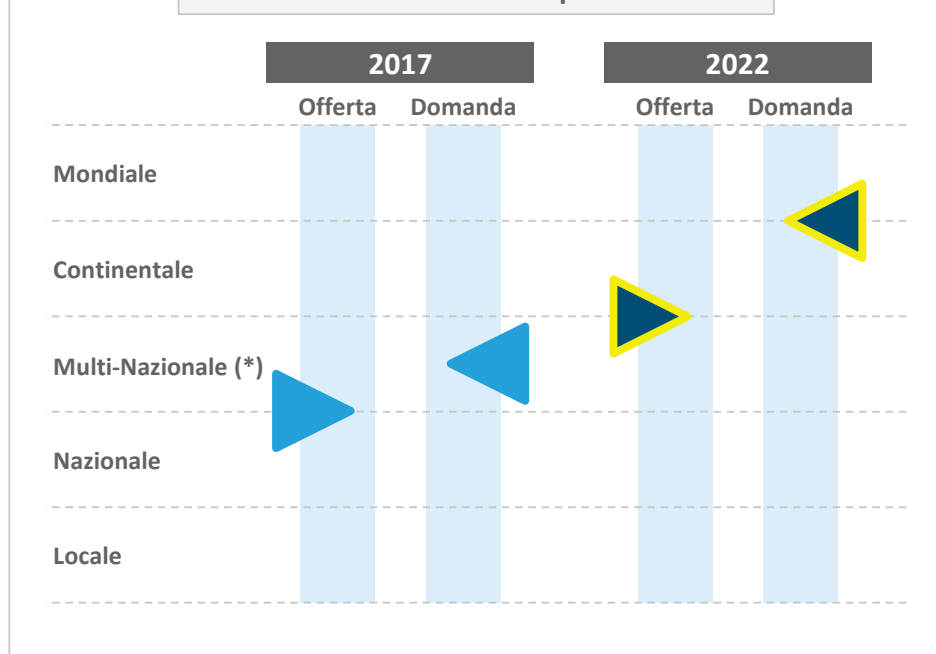 2017 2022
Offerta Domanda Offerta Domanda
Mondiale
Continentale
Multi-Nazionale (*)
Nazionale
Locale